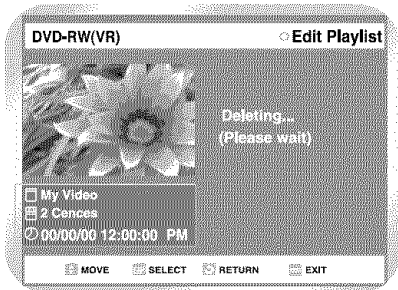 DVD-RW(VR) Edit Playlist
Deleting...
(Please wait)
My Video
2 Cences
00/00/00 12:00:00 PM
MOVE SELECT RETURN EXIT